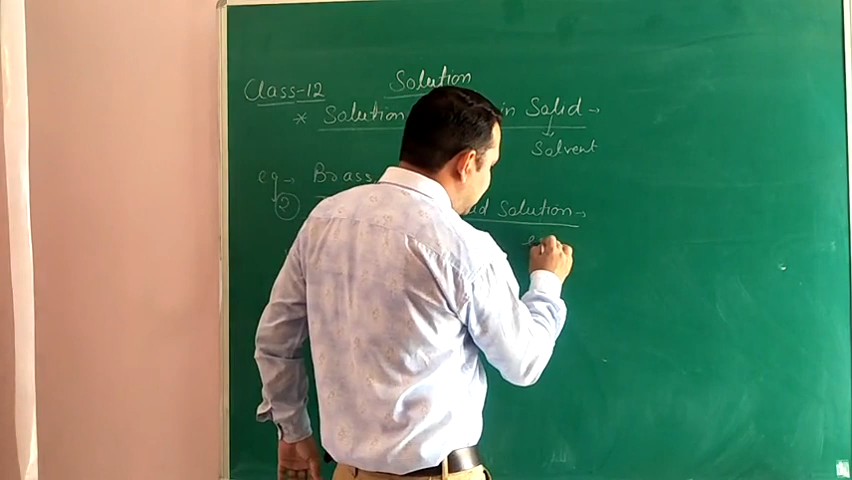 Class-12 Solution
* Solution in Solid →
Solvent
eg → Brass
② Solution →